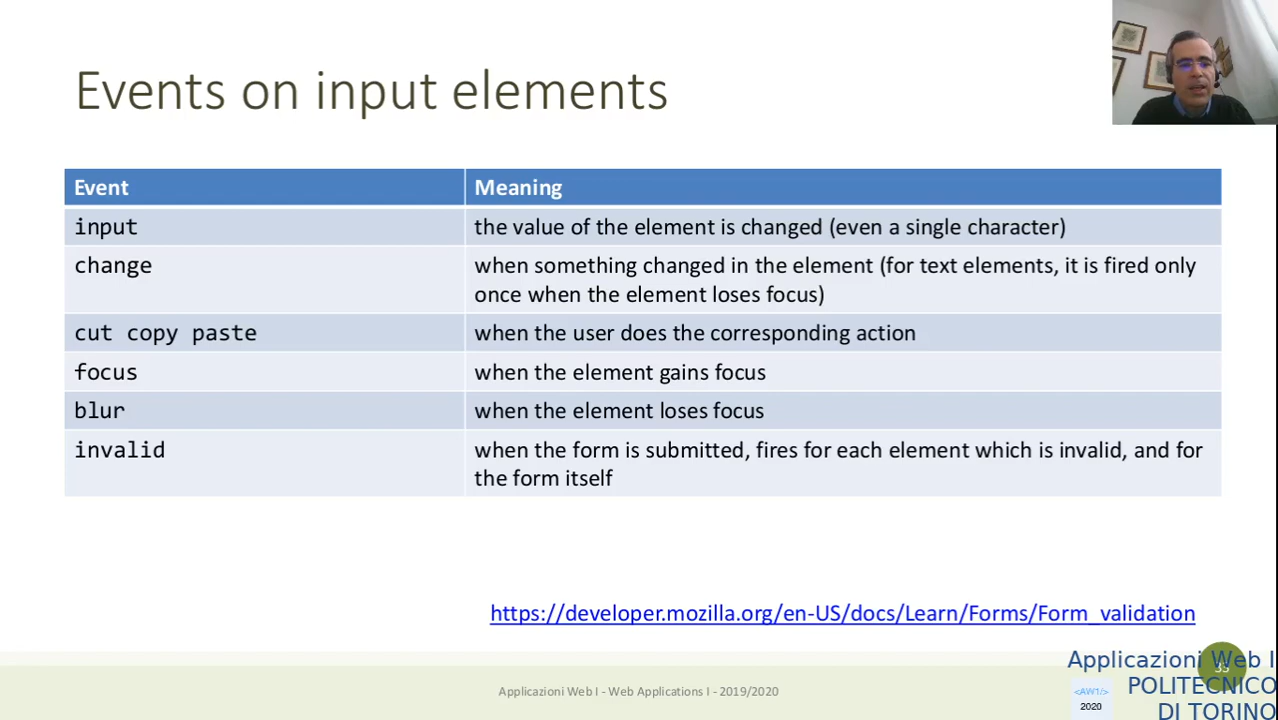 Events on input elements
Event
Meaning
input
the value of the element is changed (even a single character)
change
when something changed in the element (for text elements, it is fired only
once when the element loses focus)
cut copy paste
when the user does the corresponding action
focus
when the element gains focus
blur
when the element loses focus
invalid
when the form is submitted, fires for each element which is invalid, and for
the form itself
https://developer.mozilla.org/en-US/docs/Learn/Forms/Form_validation
Applicazioni Web I - Web Applications I - 2019/2020
Applicazioni Web I
POLITECNICO
DI TORINO
<AW1/>
2020